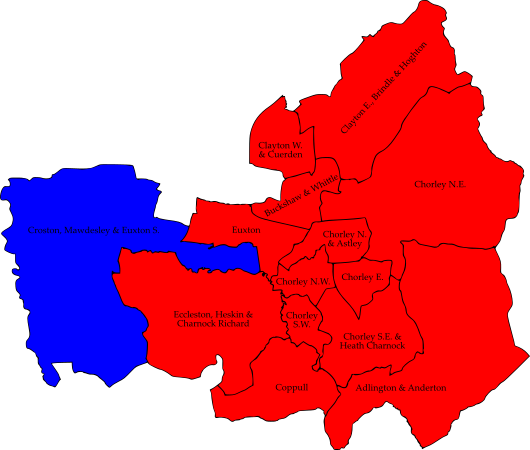 Clayton E., Brindle & Hoghton
Clayton W.
& Cuerden
Chorley N.E.
Buckshaw & Whittle
Croston, Mawdesley & Euxton S.
Euxton
Chorley N.
& Astley
Chorley N.W.
Chorley E.
Eccleston, Heskin &
Charnock Richard
Chorley
S.W.
Chorley S.E. &
Heath Charnock
Coppull
Adlington & Anderton